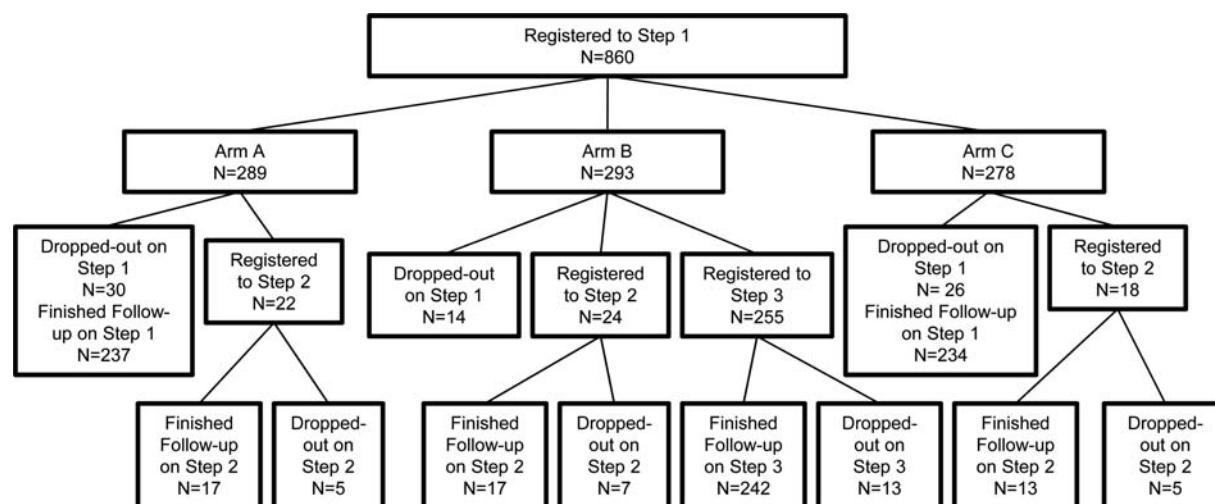 Registered to Step 1
N=860
Arm A
N=289
Arm B
N=293
Arm C
N=278
Dropped-out on
Step 1
N=30
Finished Follow-
up on Step 1
N=237
Registered
to Step 2
N=22
Dropped-out
on Step 1
N=14
Registered
to Step 2
N=24
Registered to
Step 3
N=255
Dropped-out on
Step 1
N= 26
Finished Follow-up
on Step 1
N=234
Registered
to Step 2
N=18
Finished
Follow-up
on Step 2
N=17
Dropped-
out on
Step 2
N=5
Finished
Follow-up
on Step 2
N=17
Dropped-
out on
Step 2
N=7
Finished
Follow-up
on Step 3
N=242
Dropped-
out on
Step 3
N=13
Finished
Follow-up
on Step 2
N=13
Dropped-
out on
Step 2
N=5